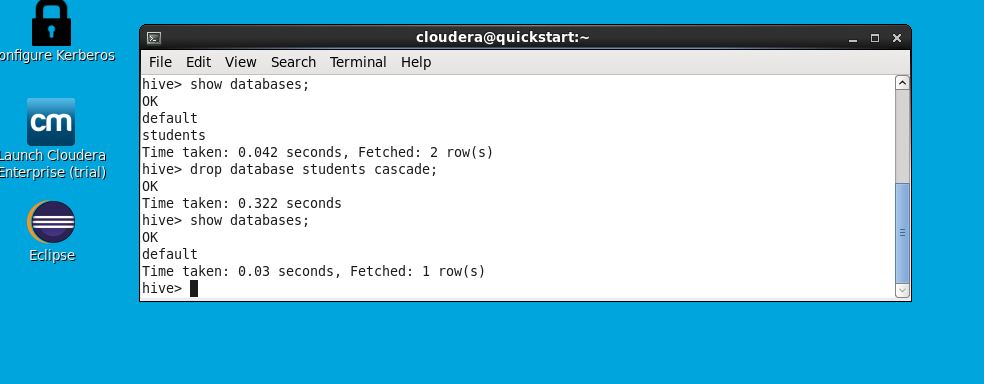 onfigure Kerberos
cm
Launch Cloudera
Enterprise (trial)
Eclipse
cloudera@quickstart:~
File Edit View Search Terminal Help
hive> show databases;
OK
default
students
Time taken: 0.042 seconds, Fetched: 2 row(s)
hive> drop database students cascade;
OK
Time taken: 0.322 seconds
hive> show databases;
OK
default
Time taken: 0.03 seconds, Fetched: 1 row(s)
hive>